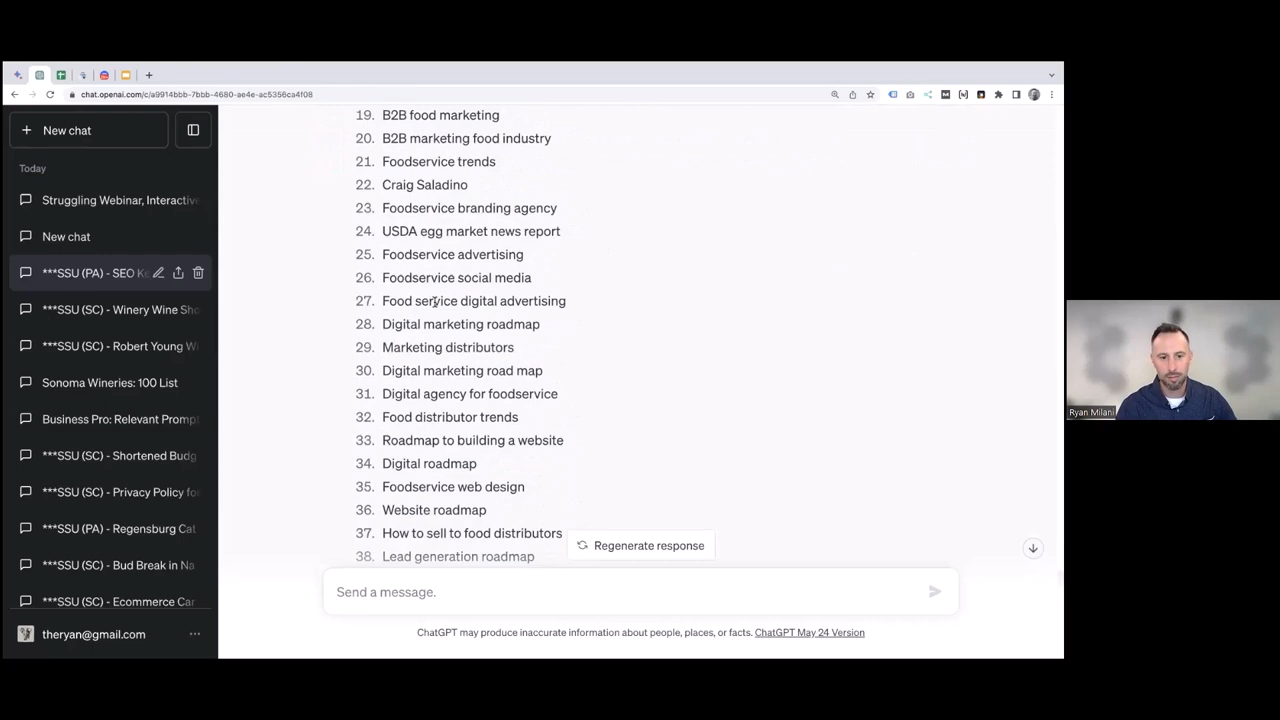 chat.openai.com/c/a9914bbb-7bbb-4680-ae4e-ac5356ca4f08
New chat
Today
Struggling Webinar, Interactive
New chat
***SSU (PA) - SEO Ke
***SSU (SC) - Winery Wine Sho
***SSU (SC) - Robert Young Wi
Sonoma Wineries: 100 List
Business Pro: Relevant Promp
***SSU (SC) - Shortened Budg
***SSU (SC) - Privacy Policy fo
***SSU (PA) - Regensburg Cat
***SSU (SC) - Bud Break in Na
***SSU (SC) - Ecommerce Car
theryan@gmail.com
19. B2B food marketing
20. B2B marketing food industry
21. Foodservice trends
22. Craig Saladino
23. Foodservice branding agency
24. USDA egg market news report
25. Foodservice advertising
26. Foodservice social media
27. Food service digital advertising
28. Digital marketing roadmap
29. Marketing distributors
30. Digital marketing road map
31. Digital agency for foodservice
32. Food distributor trends
33. Roadmap to building a website
34. Digital roadmap
35. Foodservice web design
36. Website roadmap
37. How to sell to food distributors
38. Lead generation roadmap
Regenerate response
Send a message.
ChatGPT may produce inaccurate information about people, places, or facts. ChatGPT May 24 Version
Ryan Milani